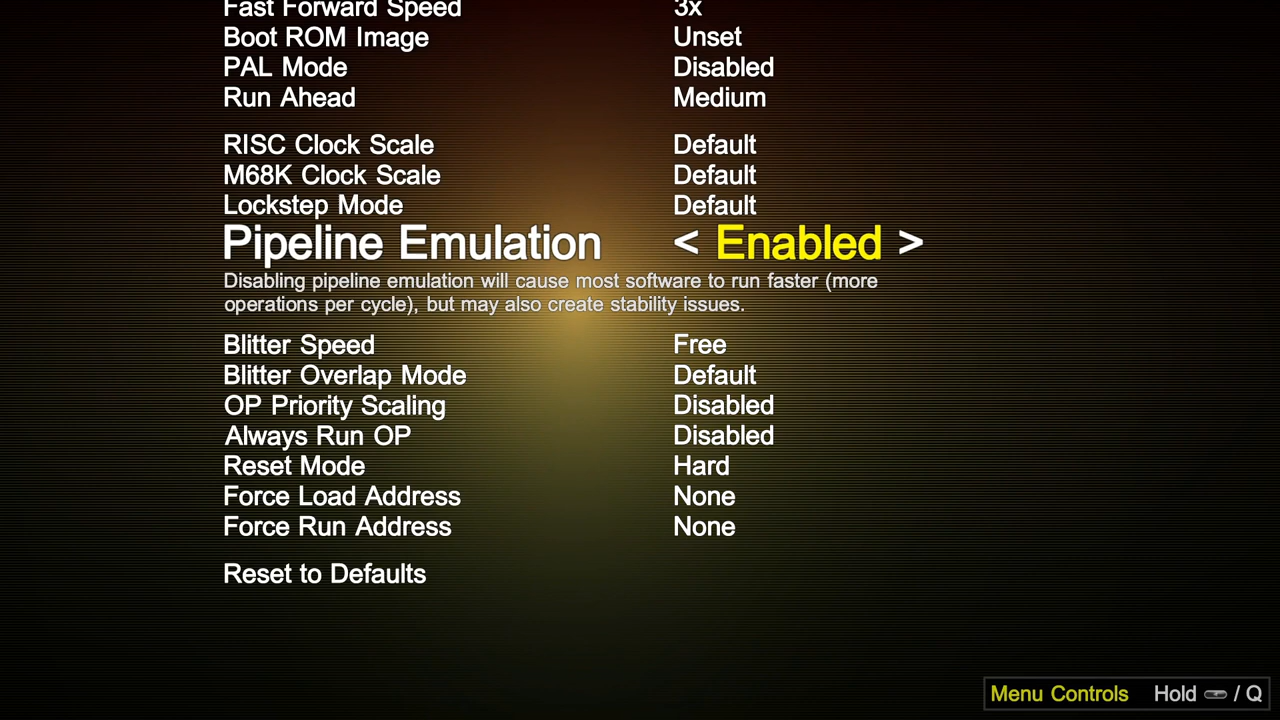 Fast Forward Speed 3x
Boot ROM Image Unset
PAL Mode Disabled
Run Ahead Medium
RISC Clock Scale Default
M68K Clock Scale Default
Lockstep Mode Default
Pipeline Emulation < Enabled >
Disabling pipeline emulation will cause most software to run faster (more
operations per cycle), but may also create stability issues.
Blitter Speed Free
Blitter Overlap Mode Default
OP Priority Scaling Disabled
Always Run OP Disabled
Reset Mode Hard
Force Load Address None
Force Run Address None
Reset to Defaults
Menu Controls Hold / Q